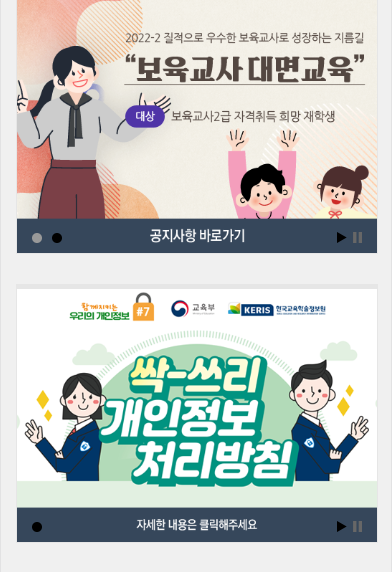 2022-2 질적으로 우수한 보육교사로 성장하는 지름길
“보육교사 대면교육”
대상 보육교사2급 자격취득 희망 재학생
공지사항 바로가기
함께지키는
우리의 개인정보 #7 교육부 KERIS 한국교육학술정보원
싹-쓰리
개인정보
처리방침
자세한 내용은 클릭해주세요